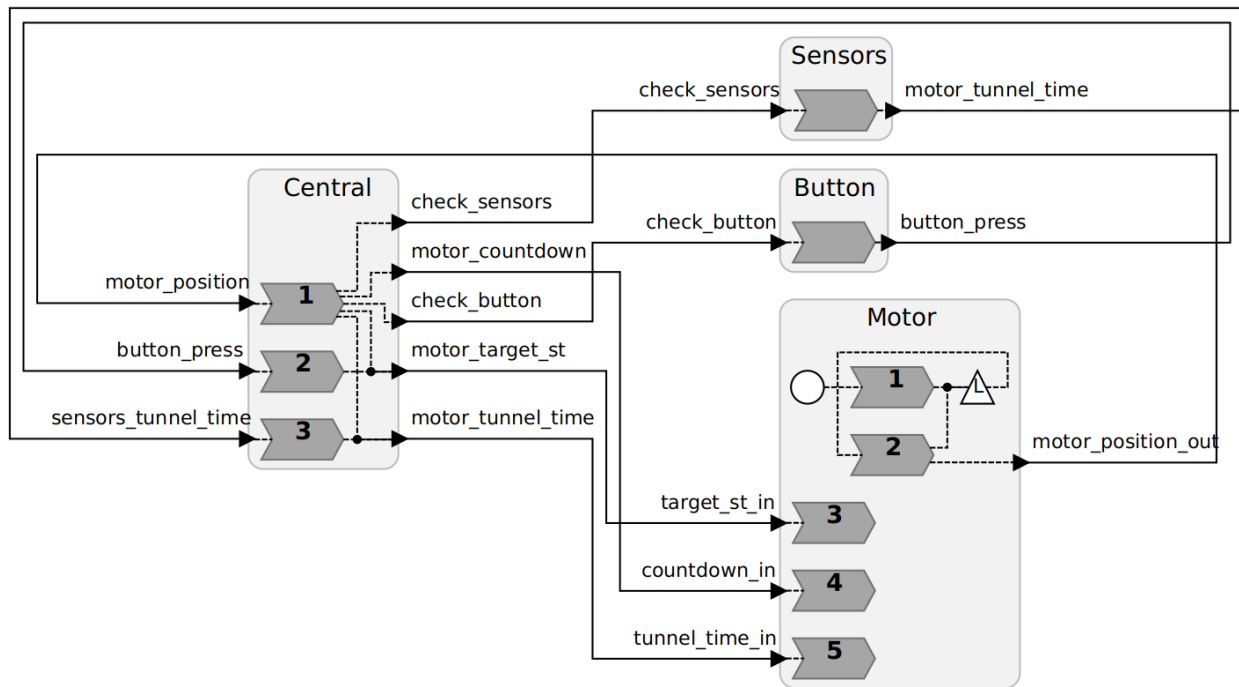 Sensors
check_sensors
motor_tunnel_time
Central
check_sensors
motor_countdown
check_button
motor_target_st
motor_tunnel_time
motor_position
button_press
sensors_tunnel_time
1
2
3
Button
check_button
button_press
Motor
1
L
2
motor_position_out
target_st_in
3
countdown_in
4
tunnel_time_in
5